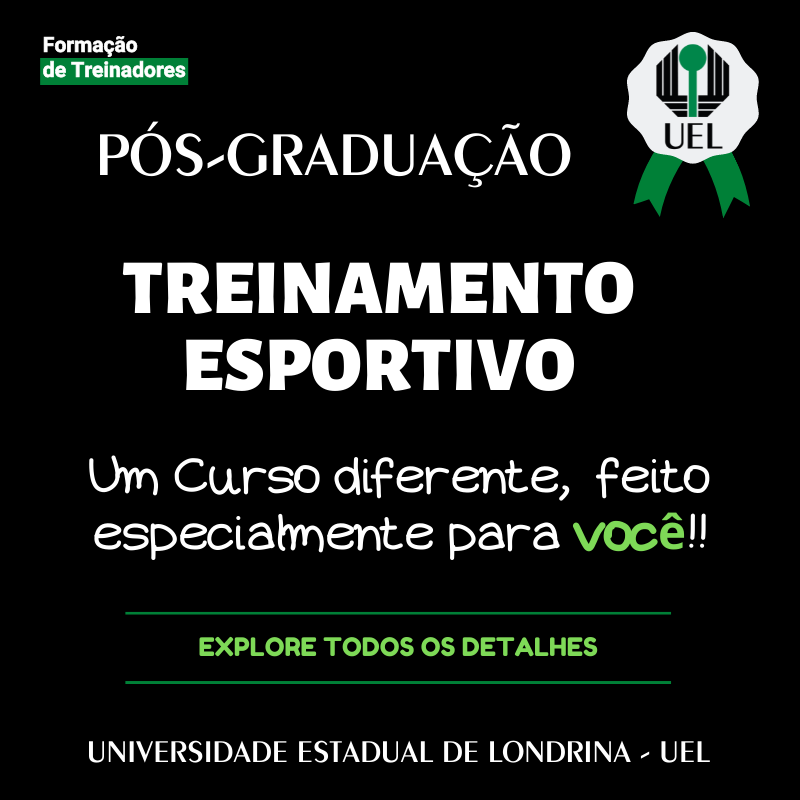 Formação
de Treinadores
UEL
PÓS-GRADUAÇÃO
TREINAMENTO
ESPORTIVO
Um Curso diferente, feito
especialmente para você!!
EXPLORE TODOS OS DETALHES
UNIVERSIDADE ESTADUAL DE LONDRINA - UEL